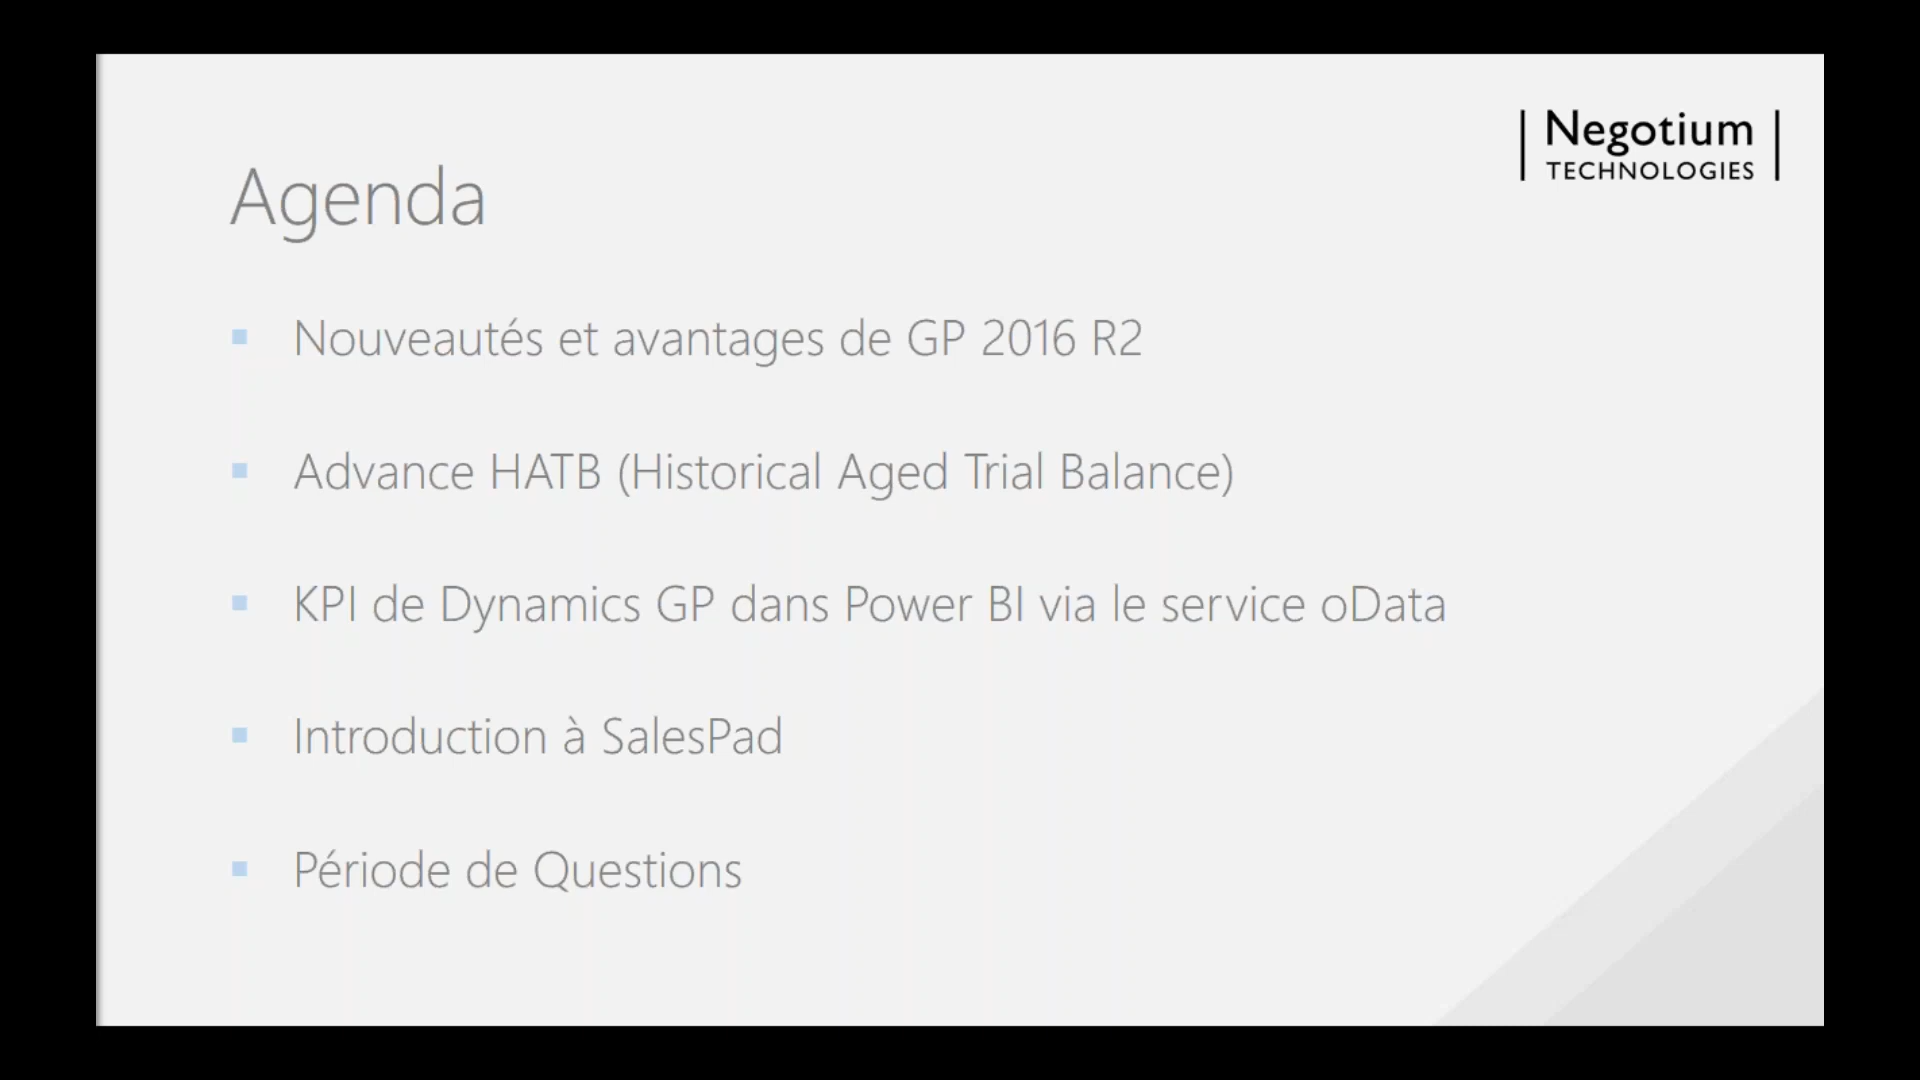 Negotium
TECHNOLOGIES
Agenda
Nouveautés et avantages de GP 2016 R2
Advance HATB (Historical Aged Trial Balance)
KPI de Dynamics GP dans Power BI via le service oData
Introduction à SalesPad
Période de Questions